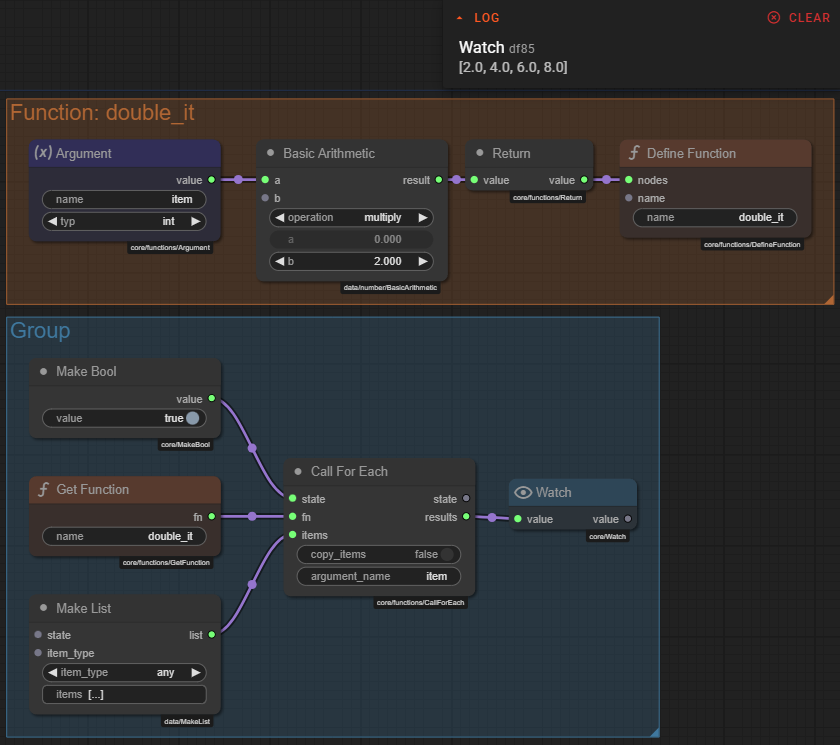 LOG
CLEAR
Watch df85
[2.0, 4.0, 6.0, 8.0]
Function: double_it
(x) Argument
value
name item
typ int
core/functions/Argument
Basic Arithmetic
a result
b
operation multiply
a 0.000
b 2.000
data/number/BasicArithmetic
Return
value value
core/functions/Return
Define Function
nodes
name
name double_it
core/functions/DefineFunction
Group
Make Bool
value
value true
core/MakeBool
Get Function
fn
name double_it
core/functions/GetFunction
Make List
state list
item_type
item_type any
items [...]
data/MakeList
Call For Each
state state
fn results
items
copy_items false
argument_name item
core/functions/CallForEach
Watch
value value
core/Watch